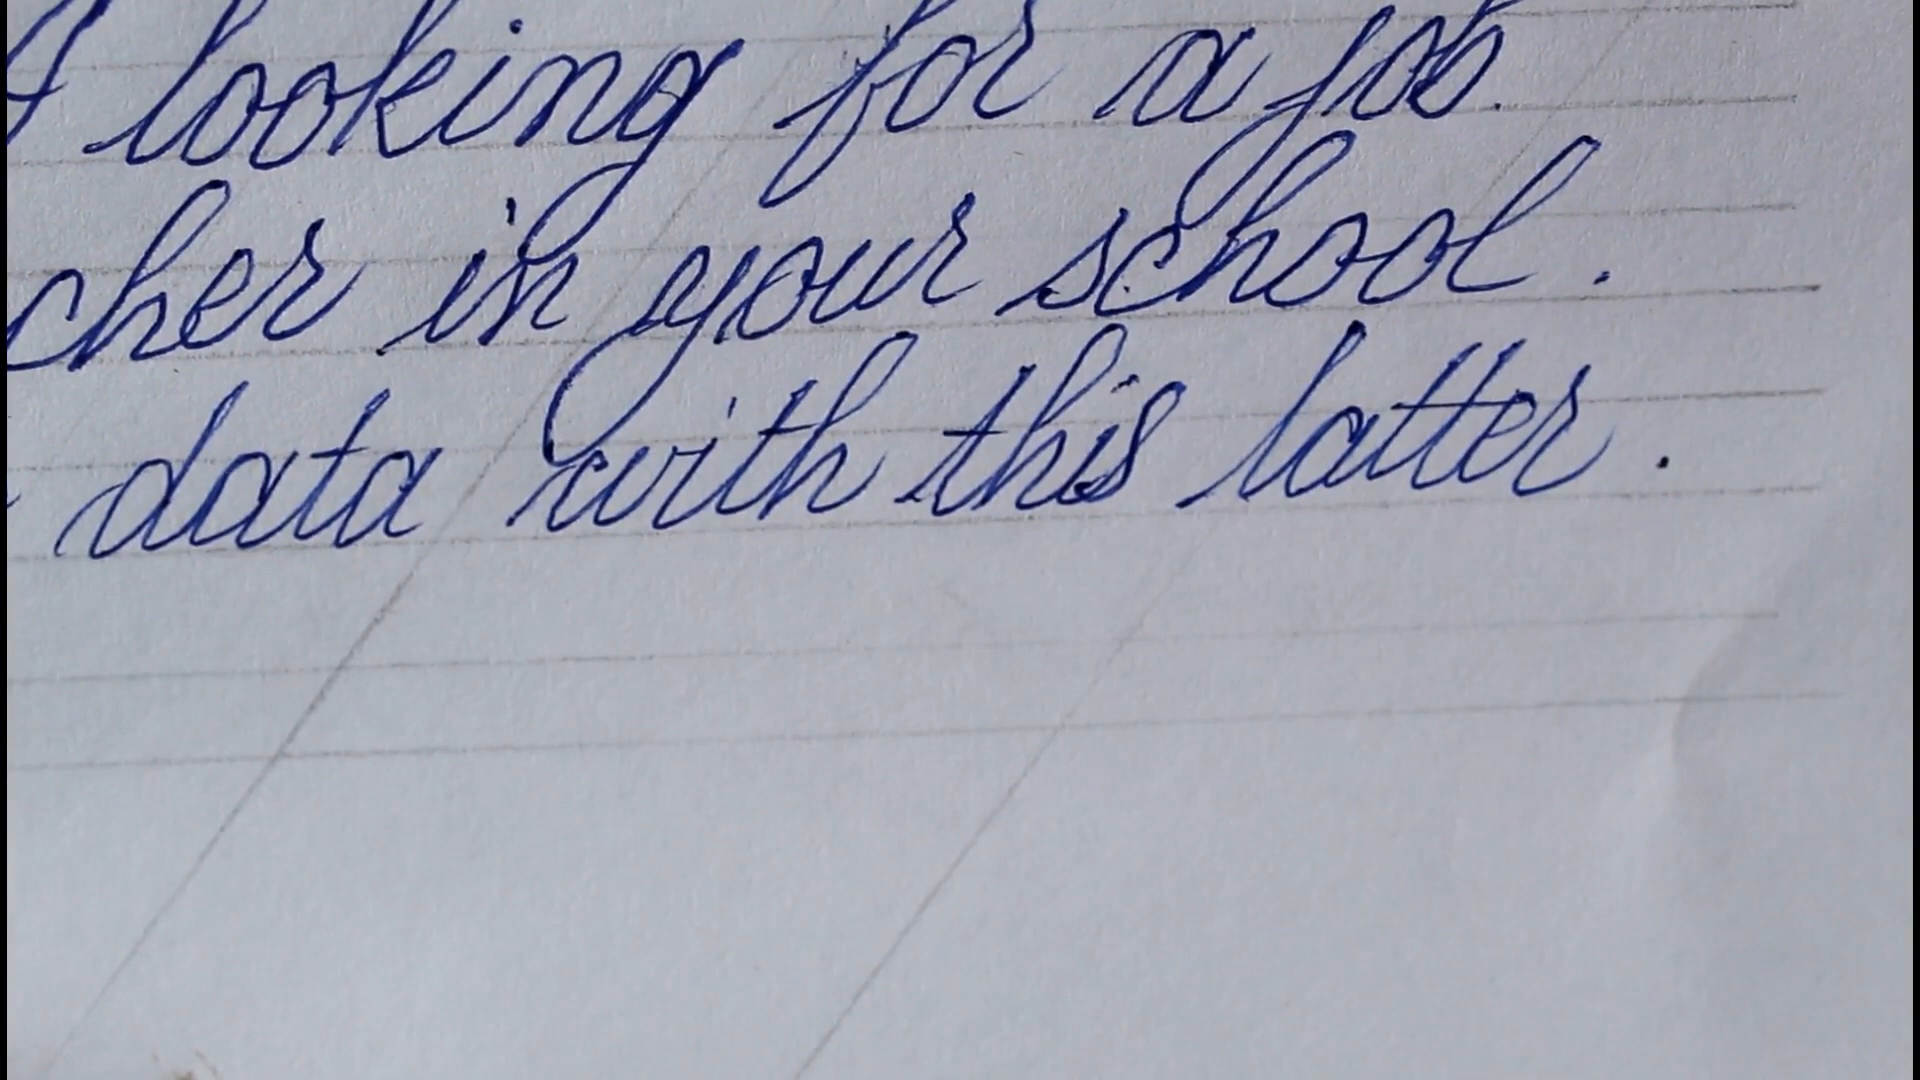 I looking for a job.
cher in your school.
data with this latter.